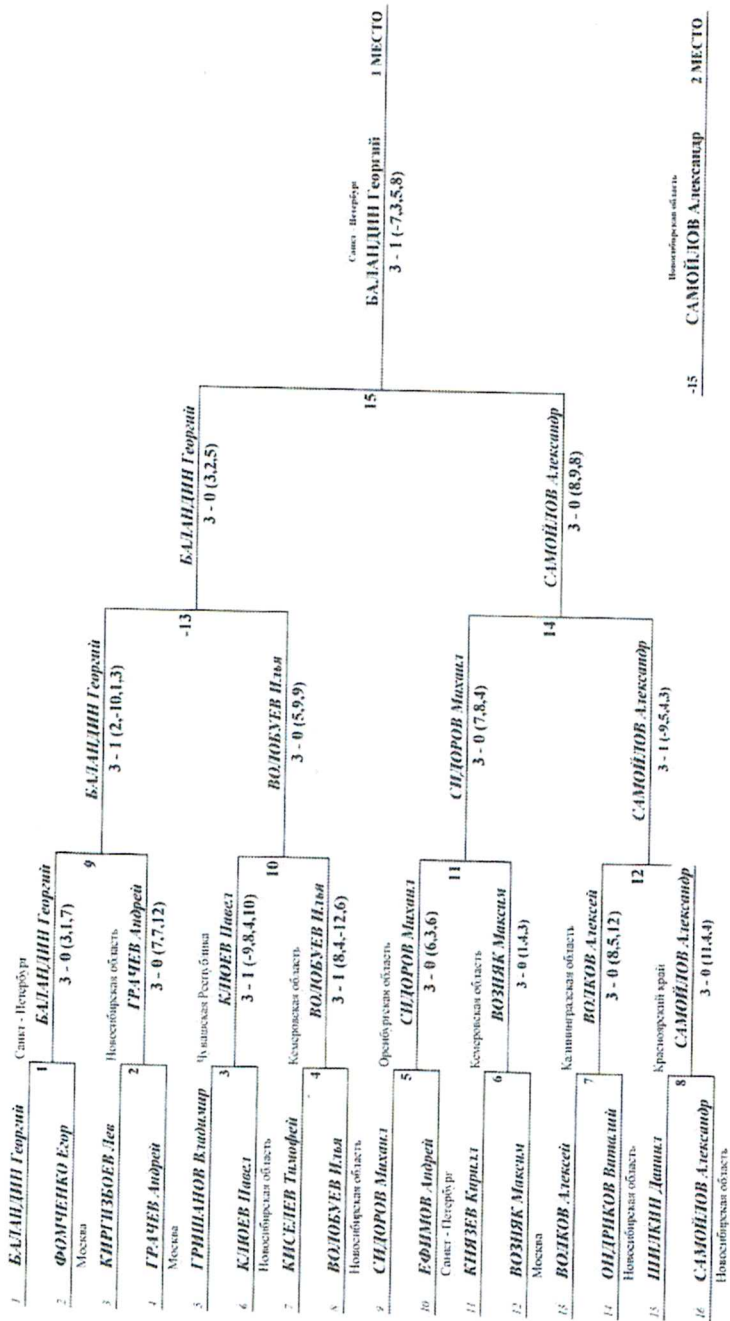 1 БАЛАНДИН Георгий
Санкт - Петербург
БАЛАНДИН Георгий
1
3 - 0 (3,1,7)
2 ФОМЧЕНКО Егор
Москва
9
БАЛАНДИН Георгий
3 - 1 (2,-10,1,3)
3 КИРГИЗБОЕВ Лев
Новосибирская область
ГРАЧЕВ Андрей
2
3 - 0 (7,7,12)
4 ГРАЧЕВ Андрей
Москва
-13
БАЛАНДИН Георгий
3 - 0 (3,2,5)
5 ГРИШАНОВ Владимир
Чувашская Республика
КЛЮЕВ Павел
3
3 - 1 (-9,8,4,10)
6 КЛЮЕВ Павел
Новосибирская область
10
ВОЛОБУЕВ Илья
3 - 0 (5,9,9)
7 КИСЕЛЕВ Тимофей
Кемеровская область
ВОЛОБУЕВ Илья
4
3 - 1 (8,4,-12,6)
8 ВОЛОБУЕВ Илья
Новосибирская область
15
Санкт - Петербург
БАЛАНДИН Георгий 1 МЕСТО
3 - 1 (-7,3,5,8)
9 СИДОРОВ Михаил
Оренбургская область
СИДОРОВ Михаил
5
3 - 0 (6,3,6)
10 ЕФИМОВ Андрей
Санкт - Петербург
11
СИДОРОВ Михаил
3 - 0 (7,8,4)
11 КНЯЗЕВ Кирилл
Кемеровская область
ВОЗНЯК Максим
6
3 - 0 (1,4,3)
12 ВОЗНЯК Максим
Москва
14
САМОЙЛОВ Александр
3 - 0 (8,9,8)
13 ВОЛКОВ Алексей
Калининградская область
ВОЛКОВ Алексей
7
3 - 0 (8,5,12)
14 ОНДРИКОВ Виталий
Новосибирская область
12
САМОЙЛОВ Александр
3 - 1 (-9,5,4,3)
15 ШИЛКИН Данил
Красноярский край
САМОЙЛОВ Александр
8
3 - 0 (11,4,4)
16 САМОЙЛОВ Александр
Новосибирская область
Новосибирская область
-15 САМОЙЛОВ Александр 2 МЕСТО